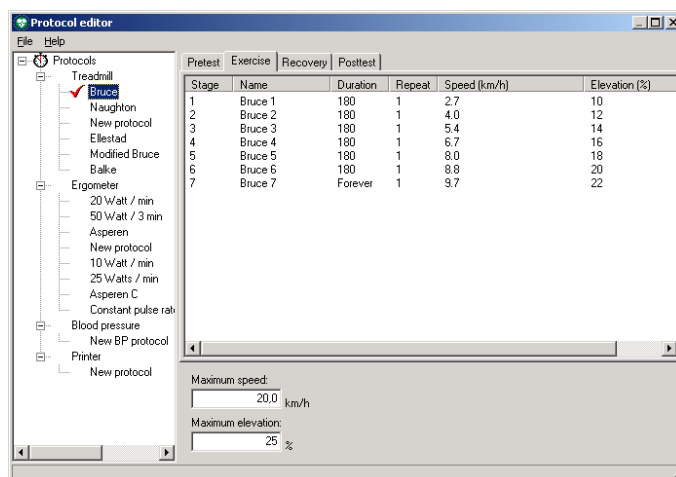 Protocol editor
File Help
Protocols
Treadmill
Bruce
Naughton
New protocol
Ellestad
Modified Bruce
Balke
Ergometer
20 Watt / min
50 Watt / 3 min
Asperen
New protocol
10 Watt / min
25 Watts / min
Asperen C
Constant pulse rate
Blood pressure
New BP protocol
Printer
New protocol
Pretest Exercise Recovery Posttest
Stage Name Duration Repeat Speed (km/h) Elevation (%)
1 Bruce 1 180 1 2.7 10
2 Bruce 2 180 1 4.0 12
3 Bruce 3 180 1 5.4 14
4 Bruce 4 180 1 6.7 16
5 Bruce 5 180 1 8.0 18
6 Bruce 6 180 1 8.8 20
7 Bruce 7 Forever 1 9.7 22
Maximum speed:
20,0 km/h
Maximum elevation:
25 %